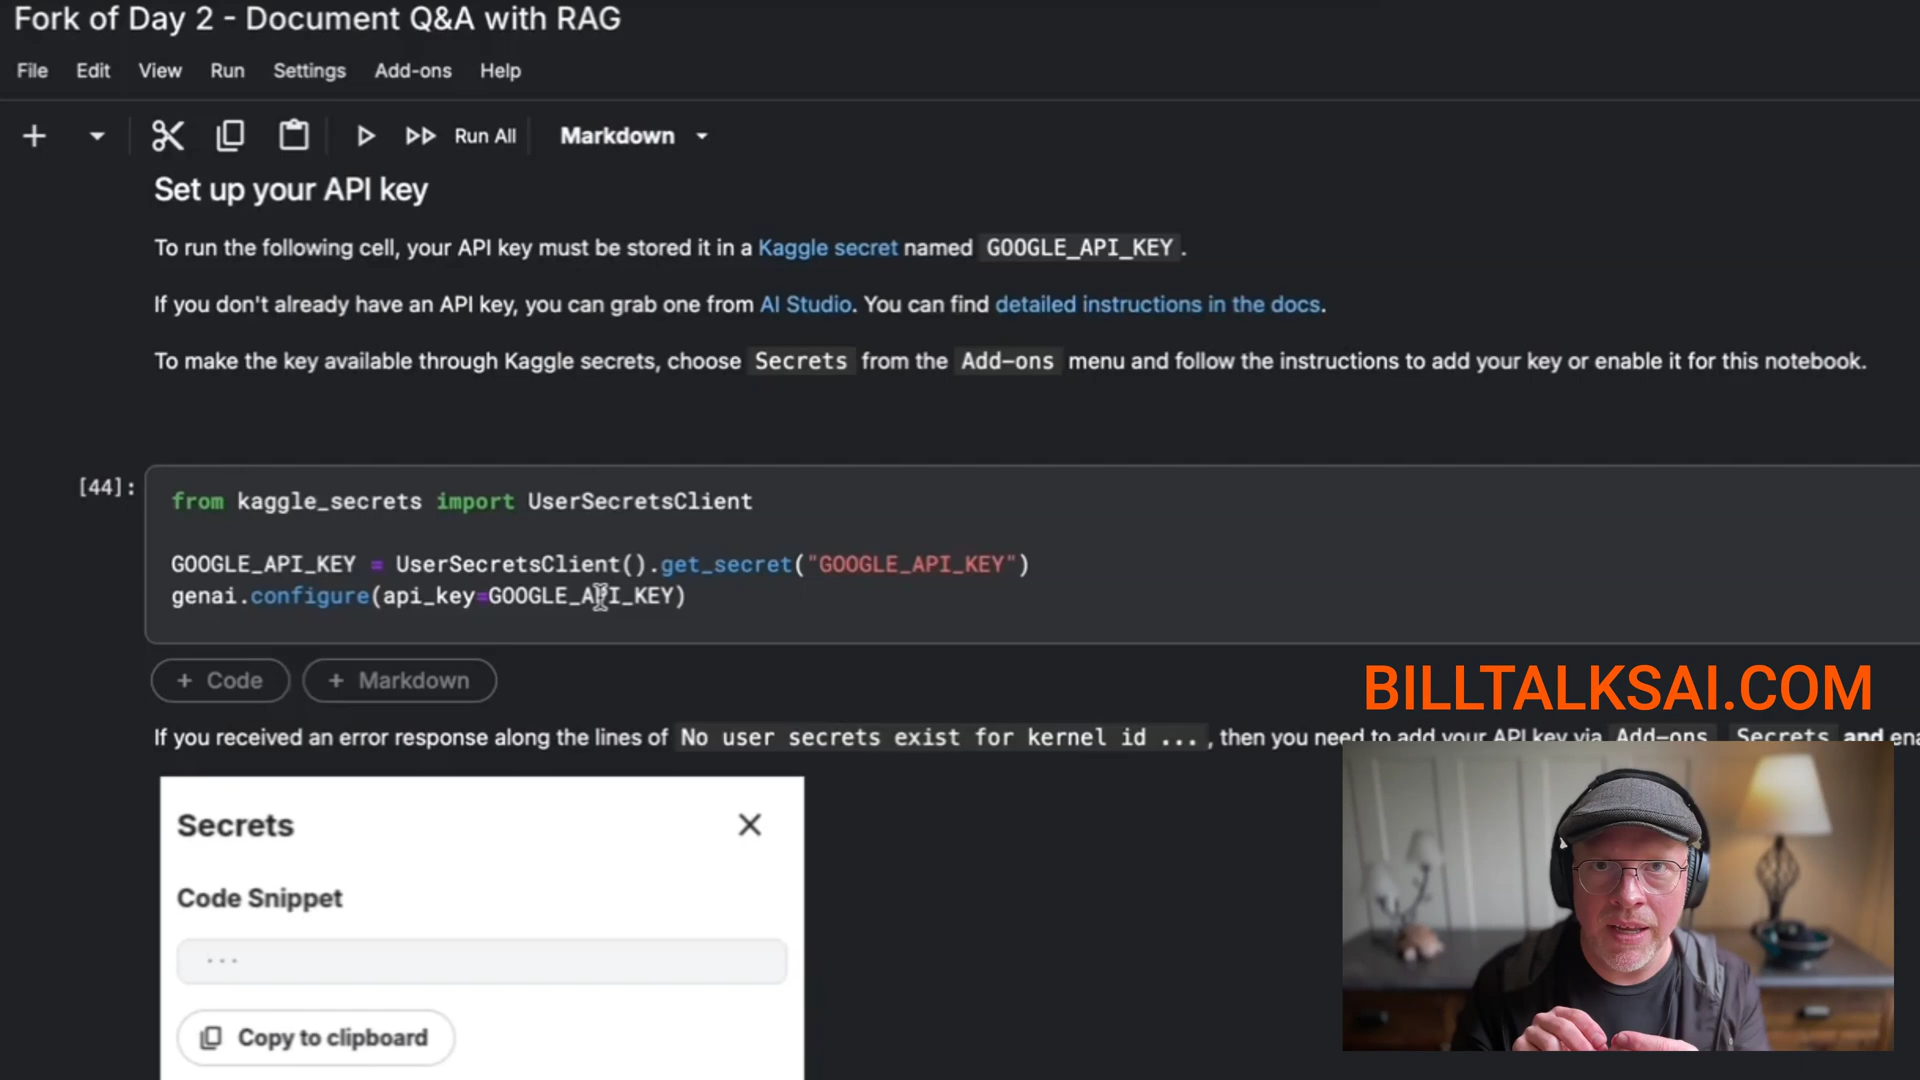 Fork of Day 2 - Document Q&A with RAG
File Edit View Run Settings Add-ons Help
Run All Markdown
Set up your API key
To run the following cell, your API key must be stored it in a Kaggle secret named GOOGLE_API_KEY .
If you don't already have an API key, you can grab one from AI Studio. You can find detailed instructions in the docs.
To make the key available through Kaggle secrets, choose Secrets from the Add-ons menu and follow the instructions to add your key or enable it for this notebook.
[44]:
from kaggle_secrets import UserSecretsClient
GOOGLE_API_KEY = UserSecretsClient().get_secret("GOOGLE_API_KEY")
genai.configure(api_key=GOOGLE_API_KEY)
+ Code + Markdown
BILLTALKSAI.COM
If you received an error response along the lines of No user secrets exist for kernel id ... , then you need to add your API key via Add-ons Secrets and ena
Secrets
Code Snippet
...
Copy to clipboard